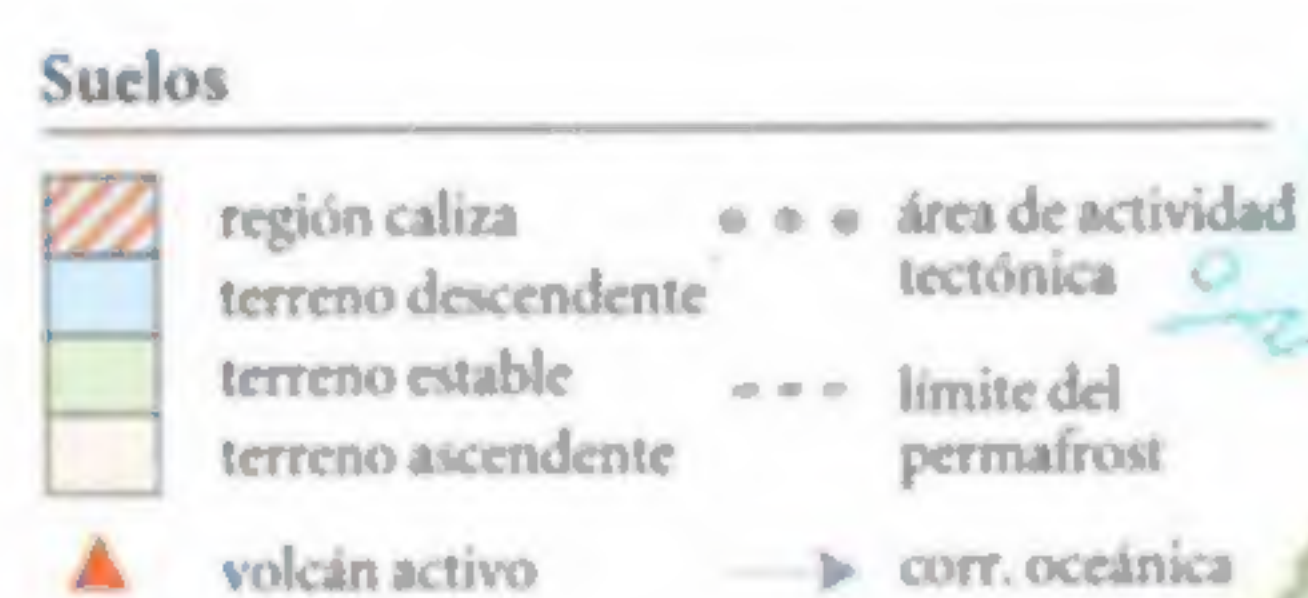 Suelos
región caliza
terreno descendente
terreno estable
terreno ascendente
volcán activo
área de actividad
tectónica
límite del
permafrost
corr. oceánica